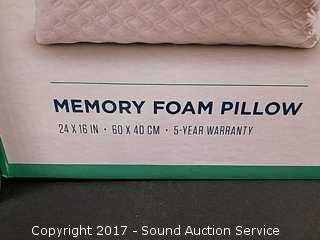 MEMORY FOAM PILLOW
24 X 16 IN • 60 X 40 CM • 5-YEAR WARRANTY
Copyright 2017 - Sound Auction Service